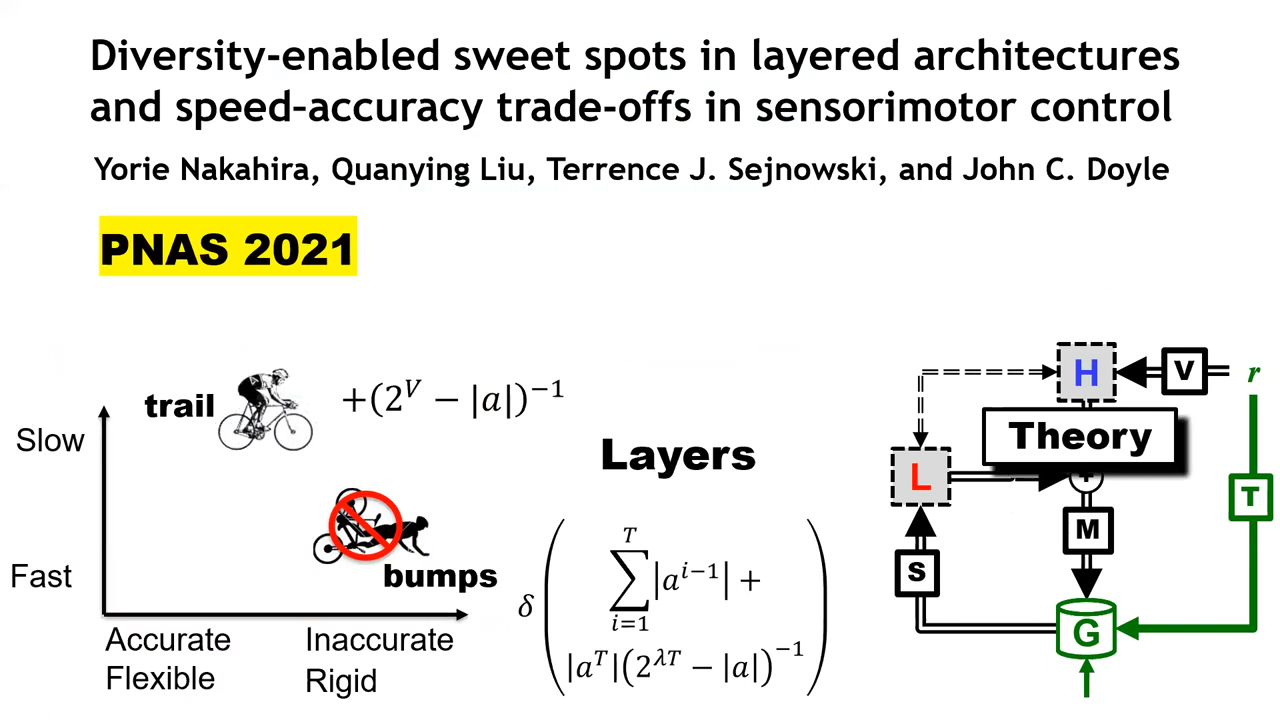 Diversity-enabled sweet spots in layered architectures
and speed–accuracy trade-offs in sensorimotor control
Yorie Nakahira, Quanying Liu, Terrence J. Sejnowski, and John C. Doyle
PNAS 2021
trail
+(2^V − |a|)^−1
Slow
Fast
bumps
Accurate
Flexible
Inaccurate
Rigid
Layers
δ ( ∑_{i=1}^{T} |a^{i−1}| +
|a^T|(2^{λT} − |a|)^−1 )
H
V
r
Theory
L
+
T
M
S
G